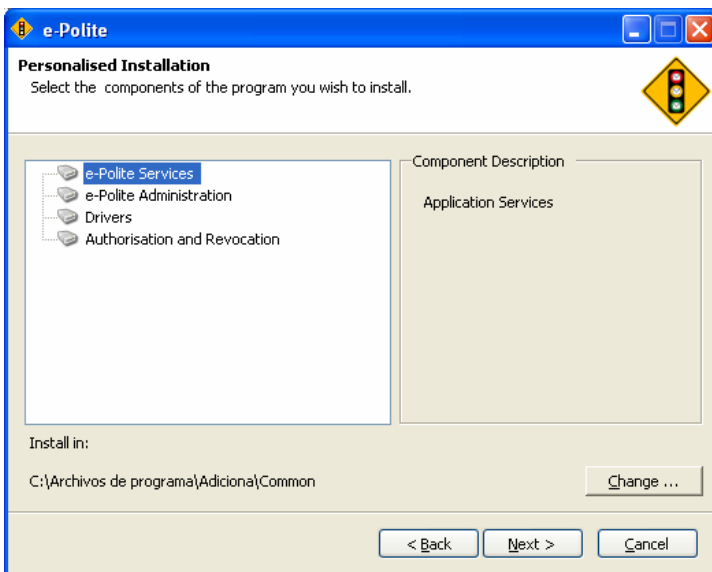 e-Polite
Personalised Installation
Select the components of the program you wish to install.
e-Polite Services
e-Polite Administration
Drivers
Authorisation and Revocation
Component Description
Application Services
Install in:
C:\Archivos de programa\Adiciona\Common
Change ...
< Back
Next >
Cancel